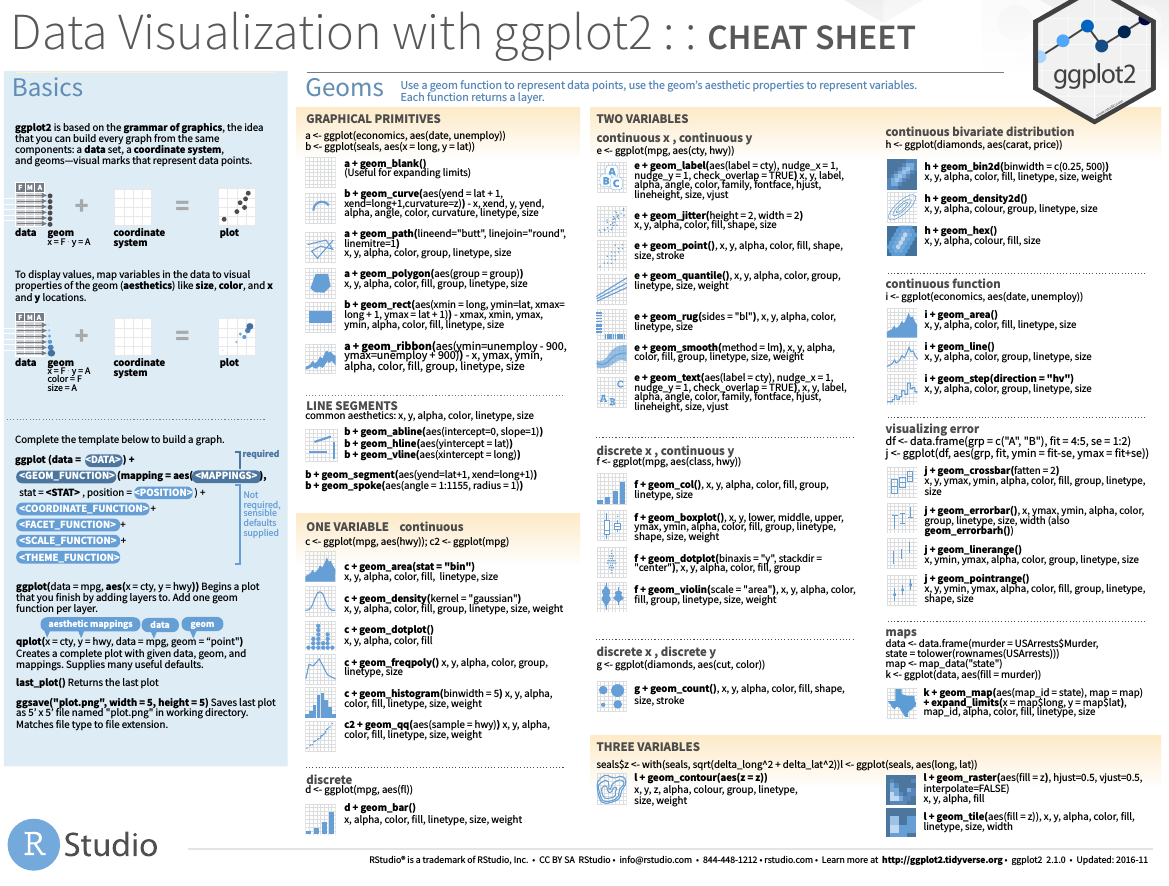 Data Visualization with ggplot2 : : CHEAT SHEET
ggplot2
Basics
ggplot2 is based on the grammar of graphics, the idea
that you can build every graph from the same
components: a data set, a coordinate system,
and geoms—visual marks that represent data points.
F M A
+
=
data
geom
x = F · y = A
coordinate
system
plot
To display values, map variables in the data to visual
properties of the geom (aesthetics) like size, color, and x
and y locations.
F M A
+
=
data
geom
x = F · y = A
color = F
size = A
coordinate
system
plot
Complete the template below to build a graph.
ggplot (data = <DATA>) +
<GEOM_FUNCTION>(mapping = aes(<MAPPINGS>),
stat = <STAT> , position = <POSITION>) +
<COORDINATE_FUNCTION>+
<FACET_FUNCTION>+
<SCALE_FUNCTION>+
<THEME_FUNCTION>
required
Not
required,
sensible
defaults
supplied
ggplot(data = mpg, aes(x = cty, y = hwy)) Begins a plot
that you finish by adding layers to. Add one geom
function per layer.
aesthetic mappings data geom
qplot(x = cty, y = hwy, data = mpg, geom = "point")
Creates a complete plot with given data, geom, and
mappings. Supplies many useful defaults.
last_plot() Returns the last plot
ggsave("plot.png", width = 5, height = 5) Saves last plot
as 5' x 5' file named "plot.png" in working directory.
Matches file type to file extension.
R Studio
Geoms
Use a geom function to represent data points, use the geom's aesthetic properties to represent variables.
Each function returns a layer.
GRAPHICAL PRIMITIVES
a <- ggplot(economics, aes(date, unemploy))
b <- ggplot(seals, aes(x = long, y = lat))
a + geom_blank()
(Useful for expanding limits)
b + geom_curve(aes(yend = lat + 1,
xend=long+1,curvature=z)) - x, xend, y, yend,
alpha, angle, color, curvature, linetype, size
a + geom_path(lineend="butt", linejoin="round",
linemitre=1)
x, y, alpha, color, group, linetype, size
a + geom_polygon(aes(group = group))
x, y, alpha, color, fill, group, linetype, size
b + geom_rect(aes(xmin = long, ymin=lat, xmax=
long + 1, ymax = lat + 1)) - xmax, xmin, ymax,
ymin, alpha, color, fill, linetype, size
a + geom_ribbon(aes(ymin=unemploy - 900,
ymax=unemploy + 900)) - x, ymax, ymin,
alpha, color, fill, group, linetype, size
LINE SEGMENTS
common aesthetics: x, y, alpha, color, linetype, size
b + geom_abline(aes(intercept=0, slope=1))
b + geom_hline(aes(yintercept = lat))
b + geom_vline(aes(xintercept = long))
b + geom_segment(aes(yend=lat+1, xend=long+1))
b + geom_spoke(aes(angle = 1:1155, radius = 1))
ONE VARIABLE continuous
c <- ggplot(mpg, aes(hwy)); c2 <- ggplot(mpg)
c + geom_area(stat = "bin")
x, y, alpha, color, fill, linetype, size
c + geom_density(kernel = "gaussian")
x, y, alpha, color, fill, group, linetype, size, weight
c + geom_dotplot()
x, y, alpha, color, fill
c + geom_freqpoly() x, y, alpha, color, group,
linetype, size
c + geom_histogram(binwidth = 5) x, y, alpha,
color, fill, linetype, size, weight
c2 + geom_qq(aes(sample = hwy)) x, y, alpha,
color, fill, linetype, size, weight
discrete
d <- ggplot(mpg, aes(fl))
d + geom_bar()
x, alpha, color, fill, linetype, size, weight
TWO VARIABLES
continuous x , continuous y
e <- ggplot(mpg, aes(cty, hwy))
A
B C
e + geom_label(aes(label = cty), nudge_x = 1,
nudge_y = 1, check_overlap = TRUE) x, y, label,
alpha, angle, color, family, fontface, hjust,
lineheight, size, vjust
e + geom_jitter(height = 2, width = 2)
x, y, alpha, color, fill, shape, size
e + geom_point(), x, y, alpha, color, fill, shape,
size, stroke
e + geom_quantile(), x, y, alpha, color, group,
linetype, size, weight
e + geom_rug(sides = "bl"), x, y, alpha, color,
linetype, size
e + geom_smooth(method = lm), x, y, alpha,
color, fill, group, linetype, size, weight
C
A B
e + geom_text(aes(label = cty), nudge_x = 1,
nudge_y = 1, check_overlap = TRUE), x, y, label,
alpha, angle, color, family, fontface, hjust,
lineheight, size, vjust
discrete x , continuous y
f <- ggplot(mpg, aes(class, hwy))
f + geom_col(), x, y, alpha, color, fill, group,
linetype, size
f + geom_boxplot(), x, y, lower, middle, upper,
ymax, ymin, alpha, color, fill, group, linetype,
shape, size, weight
f + geom_dotplot(binaxis = "y", stackdir =
"center"), x, y, alpha, color, fill, group
f + geom_violin(scale = "area"), x, y, alpha, color,
fill, group, linetype, size, weight
discrete x , discrete y
g <- ggplot(diamonds, aes(cut, color))
g + geom_count(), x, y, alpha, color, fill, shape,
size, stroke
continuous bivariate distribution
h <- ggplot(diamonds, aes(carat, price))
h + geom_bin2d(binwidth = c(0.25, 500))
x, y, alpha, color, fill, linetype, size, weight
h + geom_density2d()
x, y, alpha, colour, group, linetype, size
h + geom_hex()
x, y, alpha, colour, fill, size
continuous function
i <- ggplot(economics, aes(date, unemploy))
i + geom_area()
x, y, alpha, color, fill, linetype, size
i + geom_line()
x, y, alpha, color, group, linetype, size
i + geom_step(direction = "hv")
x, y, alpha, color, group, linetype, size
visualizing error
df <- data.frame(grp = c("A", "B"), fit = 4:5, se = 1:2)
j <- ggplot(df, aes(grp, fit, ymin = fit-se, ymax = fit+se))
j + geom_crossbar(fatten = 2)
x, y, ymax, ymin, alpha, color, fill, group, linetype,
size
j + geom_errorbar(), x, ymax, ymin, alpha, color,
group, linetype, size, width (also
geom_errorbarh())
j + geom_linerange()
x, ymin, ymax, alpha, color, group, linetype, size
j + geom_pointrange()
x, y, ymin, ymax, alpha, color, fill, group, linetype,
shape, size
maps
data <- data.frame(murder = USArrests$Murder,
state = tolower(rownames(USArrests)))
map <- map_data("state")
k <- ggplot(data, aes(fill = murder))
k + geom_map(aes(map_id = state), map = map)
+ expand_limits(x = map$long, y = map$lat),
map_id, alpha, color, fill, linetype, size
THREE VARIABLES
seals$z <- with(seals, sqrt(delta_long^2 + delta_lat^2))l <- ggplot(seals, aes(long, lat))
l + geom_contour(aes(z = z))
x, y, z, alpha, colour, group, linetype,
size, weight
l + geom_raster(aes(fill = z), hjust=0.5, vjust=0.5,
interpolate=FALSE)
x, y, alpha, fill
l + geom_tile(aes(fill = z)), x, y, alpha, color, fill,
linetype, size, width
RStudio® is a trademark of RStudio, Inc. • CC BY SA RStudio • info@rstudio.com • 844-448-1212 • rstudio.com • Learn more at http://ggplot2.tidyverse.org • ggplot2 2.1.0 • Updated: 2016-11